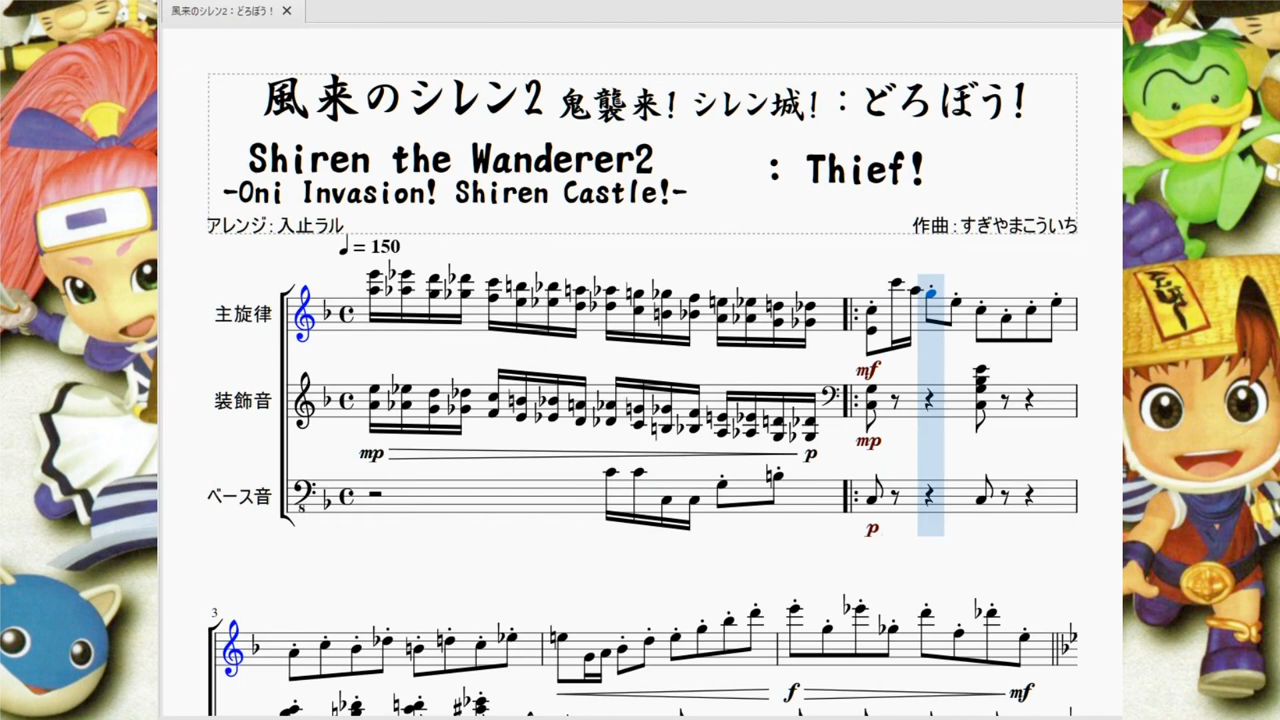 風来のシレン2：どろぼう！ ✕
風来のシレン2 鬼襲来！ シレン城！：どろぼう！
Shiren the Wanderer2 : Thief!
-Oni Invasion! Shiren Castle!-
アレンジ：入止ラル 作曲：すぎやまこういち
♩ = 150
主旋律
mf
装飾音
mp p mp
ベース音
8
p
3
f mf